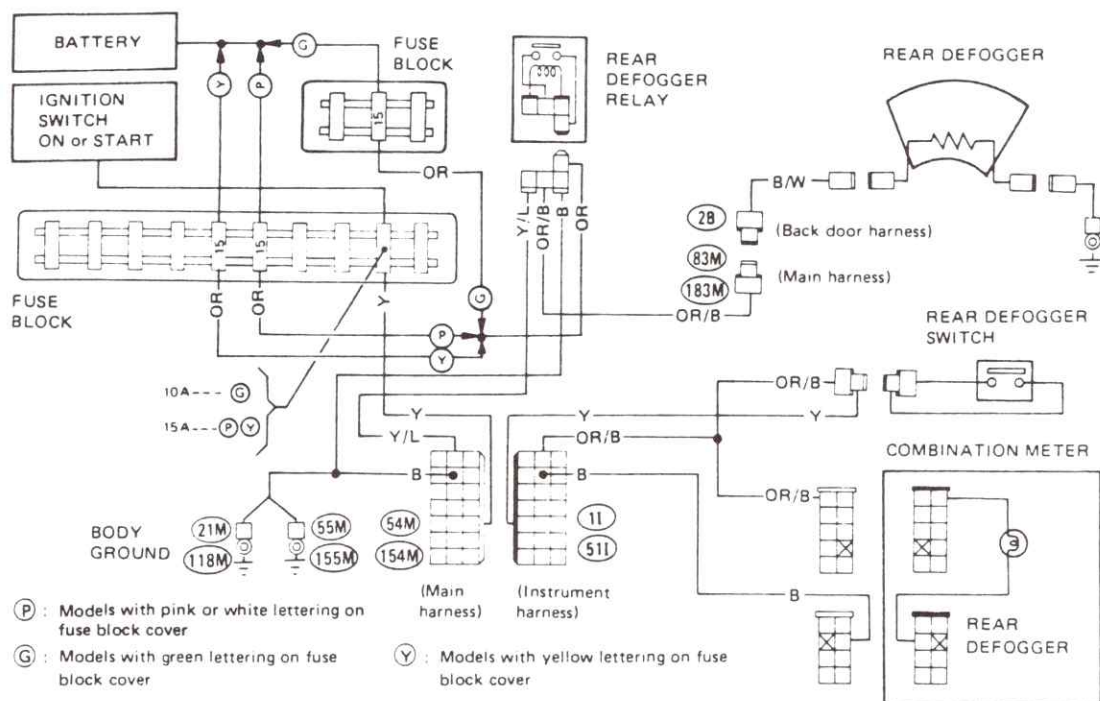 BATTERY
IGNITION
SWITCH
ON or START
FUSE
BLOCK
G
Y
P
15
OR
REAR
DEFOGGER
RELAY
REAR DEFOGGER
B/W
2B
(Back door harness)
83M
(Main harness)
183M
OR/B
Y/L
OR/B
B
OR
15
15
FUSE
BLOCK
OR
OR
Y
G
P
Y
10A--- G
15A--- P Y
REAR DEFOGGER
SWITCH
OR/B
Y
Y
Y
Y/L
OR/B
B
B
COMBINATION METER
OR/B
BODY
GROUND
21M
118M
55M
155M
54M
154M
1I
51I
(Main
harness)
(Instrument
harness)
B
REAR
DEFOGGER
P : Models with pink or white lettering on
fuse block cover
G : Models with green lettering on fuse
block cover
Y : Models with yellow lettering on fuse
block cover